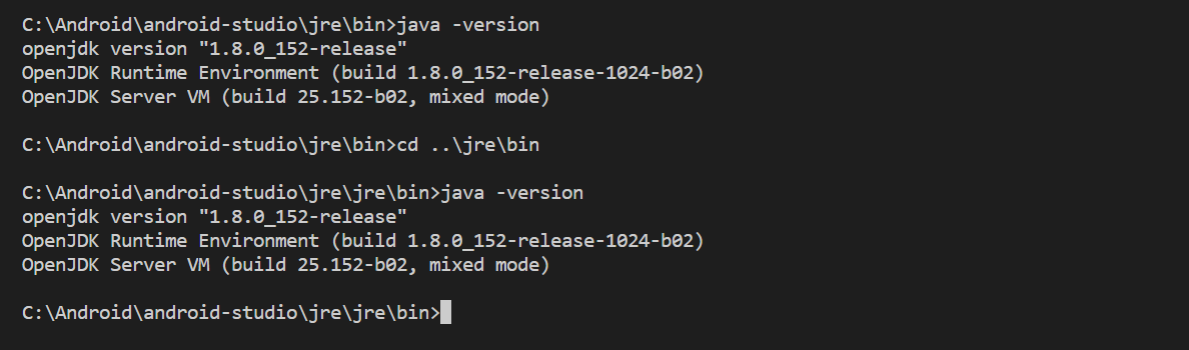 C:\Android\android-studio\jre\bin>java -version
openjdk version "1.8.0_152-release"
OpenJDK Runtime Environment (build 1.8.0_152-release-1024-b02)
OpenJDK Server VM (build 25.152-b02, mixed mode)
C:\Android\android-studio\jre\bin>cd ..\jre\bin
C:\Android\android-studio\jre\jre\bin>java -version
openjdk version "1.8.0_152-release"
OpenJDK Runtime Environment (build 1.8.0_152-release-1024-b02)
OpenJDK Server VM (build 25.152-b02, mixed mode)
C:\Android\android-studio\jre\jre\bin>